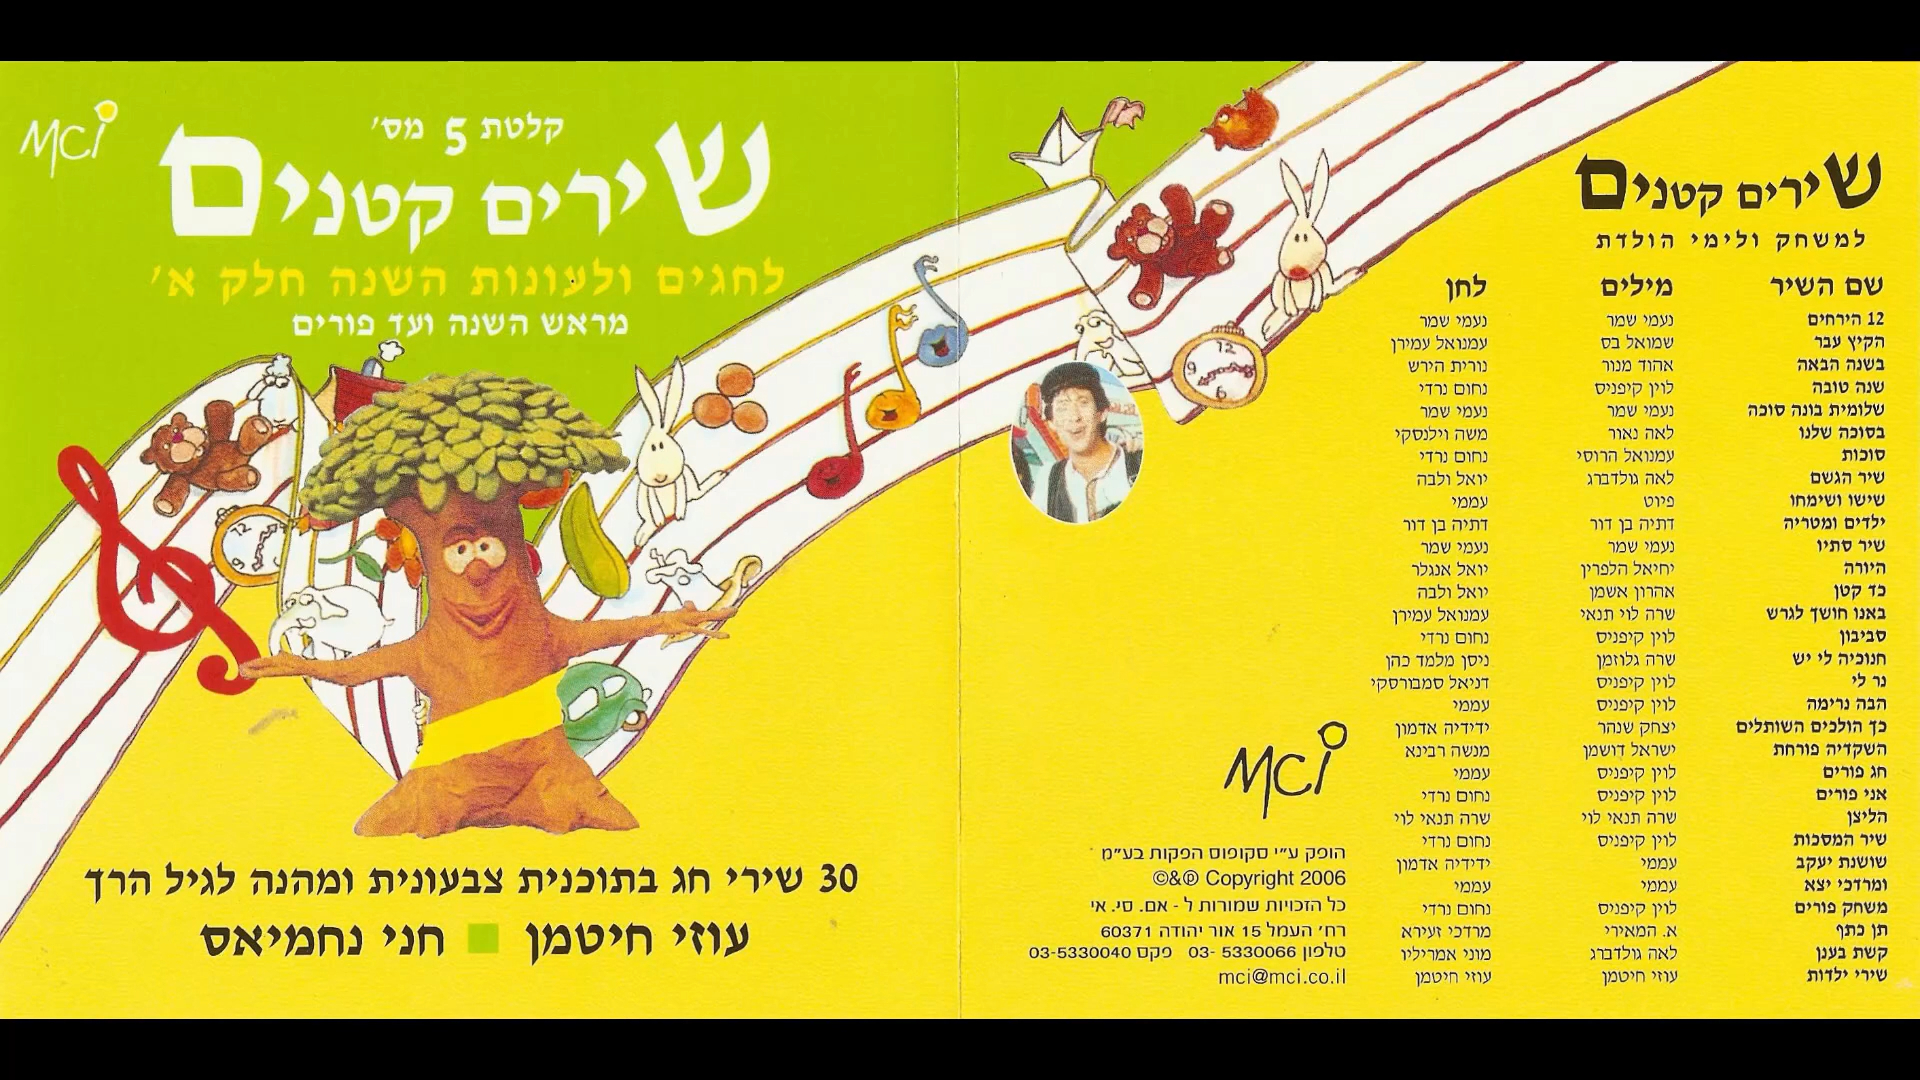 MCi
קלטת 5 מס'
שירים קטנים
לחגים ולעונות השנה חלק א'
מראש השנה ועד פורים
30 שירי חג בתוכנית צבעונית ומהנה לגיל הרך
עוזי חיטמן חני נחמיאס
שירים קטנים
למשחק ולימי הולדת
שם השיר מילים לחן
12 הירחים נעמי שמר נעמי שמר
הקיץ עבר שמואל בס עמנואל עמירן
בשנה הבאה אהוד מנור נורית הירש
שנה טובה לוין קיפניס נחום נרדי
שלומית בונה סוכה נעמי שמר נעמי שמר
בסוכה שלנו לאה נאור משה וילנסקי
סוכות עמנואל הרוסי נחום נרדי
שיר הגשם לאה גולדברג יואל ולבה
שישו ושימחו פיוט עממי
ילדים ומטריה דתיה בן דור דתיה בן דור
שיר סתיו נעמי שמר נעמי שמר
היורה יחיאל הלפרין יואל אנגלר
כד קטן אהרון אשמן יואל ולבה
באנו חושך לגרש שרה לוי תנאי עמנואל עמירן
סביבון לוין קיפניס נחום נרדי
חנוכיה לי יש שרה גלוזמן ניסן מלמד כהן
נר לי לוין קיפניס דניאל סמבורסקי
הבה נרימה לוין קיפניס עממי
כך הולכים השותלים יצחק שנהר ידידיה אדמון
השקדיה פורחת ישראל דושמן מנשה רבינא
חג פורים לוין קיפניס עממי
אני פורים לוין קיפניס נחום נרדי
הליצן שרה תנאי לוי שרה תנאי לוי
שיר המסכות לוין קיפניס נחום נרדי
שושנת יעקב עממי ידידיה אדמון
ומרדכי יצא עממי עממי
משחק פורים לוין קיפניס נחום נרדי
תן כתף א. המאירי מרדכי זעירא
קשת בענן לאה גולדברג מוני אמריליו
שירי ילדות עוזי חיטמן עוזי חיטמן
MCi
הופק ע"י סקופוס הפקות בע"מ
©&℗ Copyright 2006
כל הזכויות שמורות ל - אם. סי. אי
רח' העמל 15 אור יהודה 60371
טלפון 5330066 -03 פקס 03-5330040
mci@mci.co.il
12
9
12
9
6